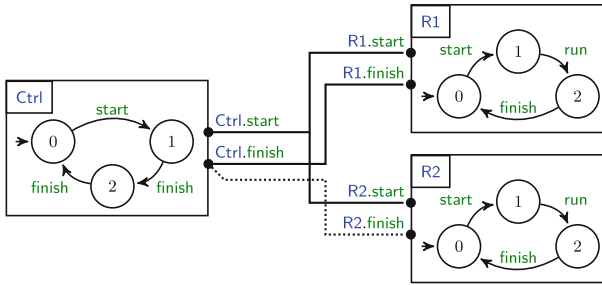 R1
R1.start
start
1
run
R1.finish
0
finish
2
Ctrl
start
0
1
finish
2
finish
Ctrl.start
Ctrl.finish
R2
R2.start
start
1
run
R2.finish
0
finish
2